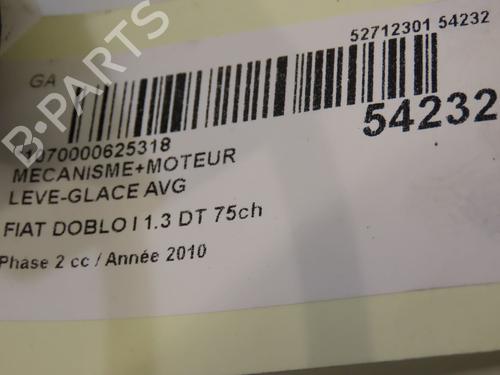 52712301 54232
GA
54232
1070000625318
MECANISME+MOTEUR
LEVE-GLACE AVG
FIAT DOBLO I 1.3 DT 75ch
Phase 2 cc / Année 2010
B-PARTS